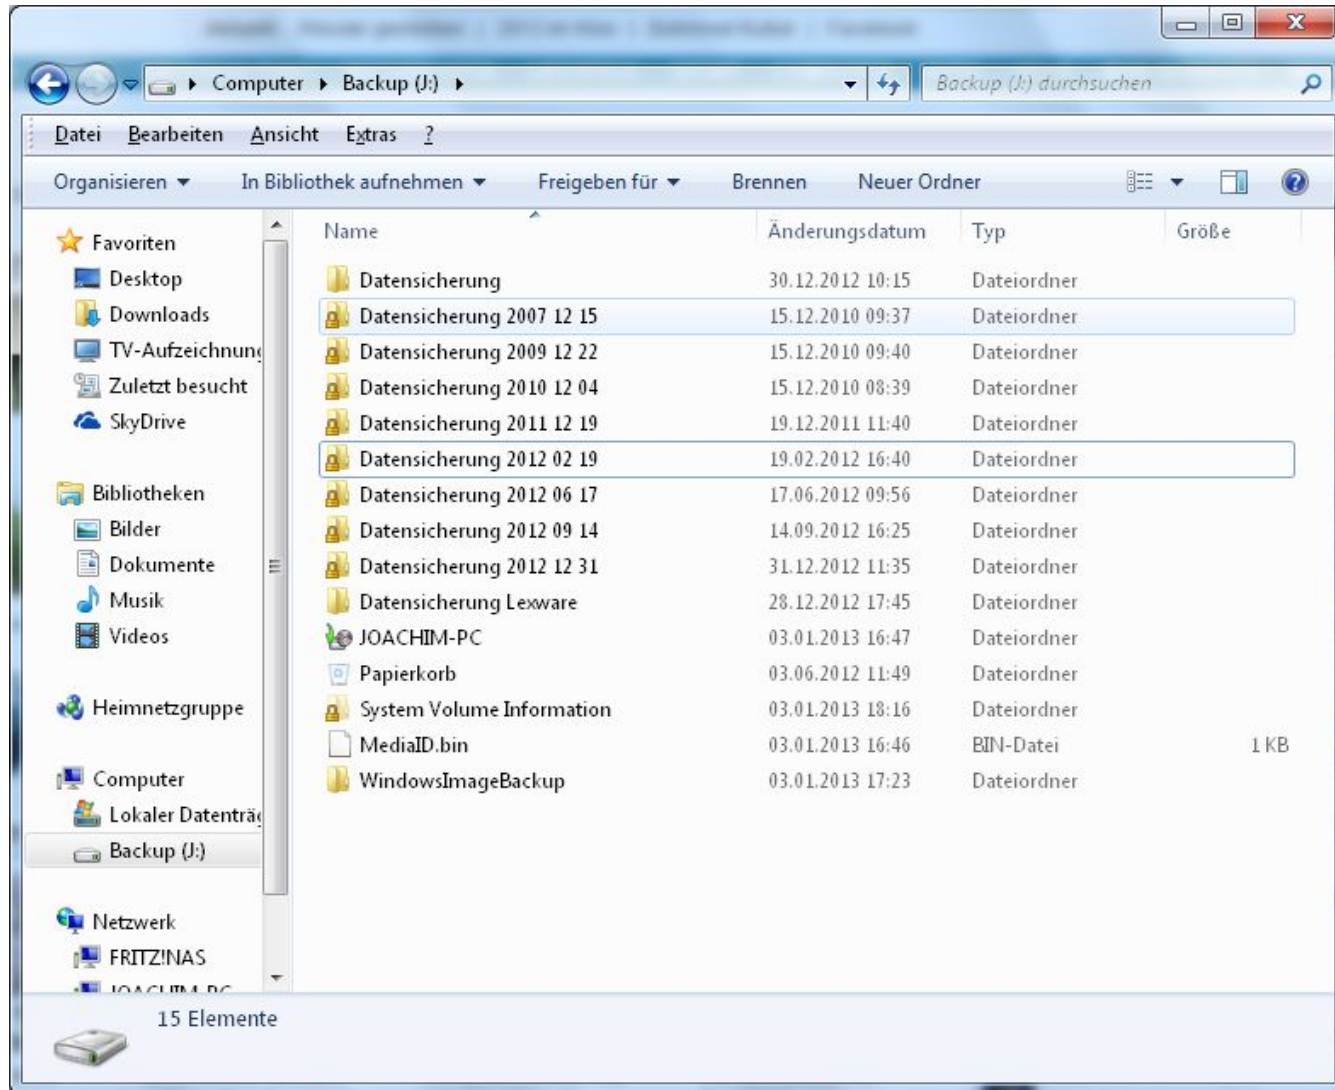 Computer Backup (J:) Backup (J:) durchsuchen
Datei Bearbeiten Ansicht Extras ?
Organisieren In Bibliothek aufnehmen Freigeben für Brennen Neuer Ordner
Favoriten
Desktop
Downloads
TV-Aufzeichnung
Zuletzt besucht
SkyDrive
Bibliotheken
Bilder
Dokumente
Musik
Videos
Heimnetzgruppe
Computer
Lokaler Datenträg
Backup (J:)
Netzwerk
FRITZ!NAS
JOACHIM-PC
Name Änderungsdatum Typ Größe
Datensicherung 30.12.2012 10:15 Dateiordner
Datensicherung 2007 12 15 15.12.2010 09:37 Dateiordner
Datensicherung 2009 12 22 15.12.2010 09:40 Dateiordner
Datensicherung 2010 12 04 15.12.2010 08:39 Dateiordner
Datensicherung 2011 12 19 19.12.2011 11:40 Dateiordner
Datensicherung 2012 02 19 19.02.2012 16:40 Dateiordner
Datensicherung 2012 06 17 17.06.2012 09:56 Dateiordner
Datensicherung 2012 09 14 14.09.2012 16:25 Dateiordner
Datensicherung 2012 12 31 31.12.2012 11:35 Dateiordner
Datensicherung Lexware 28.12.2012 17:45 Dateiordner
JOACHIM-PC 03.01.2013 16:47 Dateiordner
Papierkorb 03.06.2012 11:49 Dateiordner
System Volume Information 03.01.2013 18:16 Dateiordner
MediaID.bin 03.01.2013 16:46 BIN-Datei 1 KB
WindowsImageBackup 03.01.2013 17:23 Dateiordner
15 Elemente